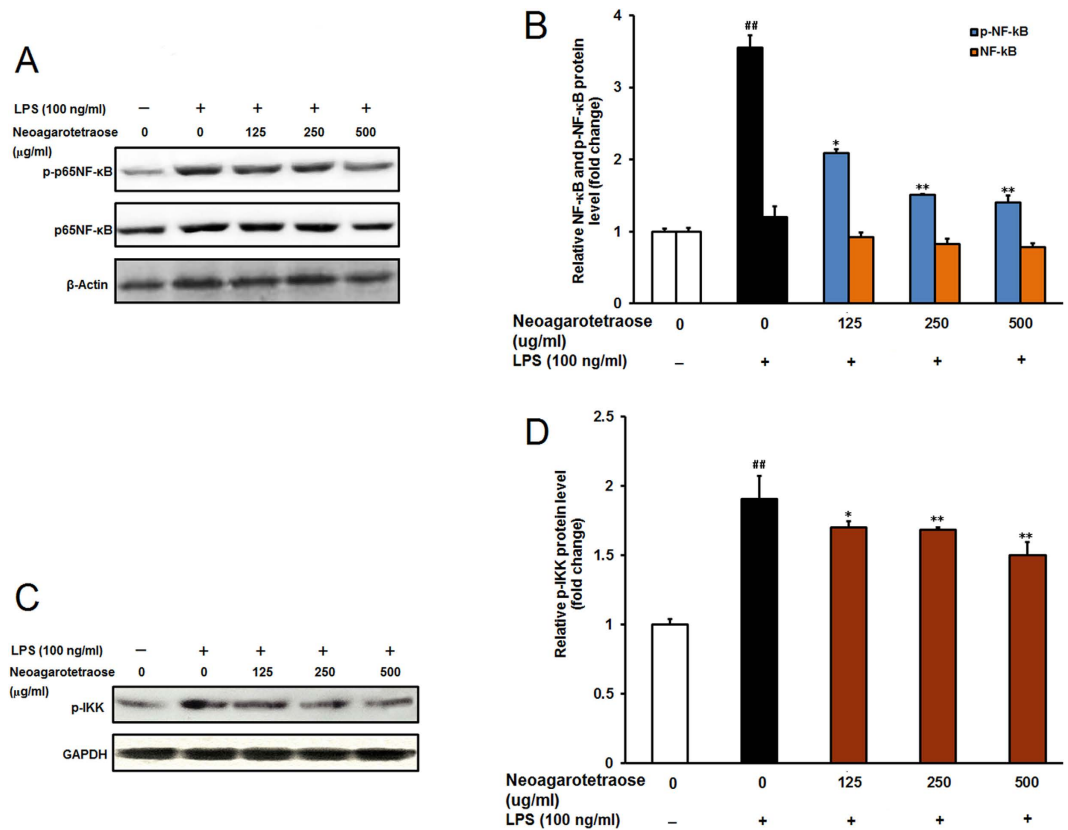 A
LPS (100 ng/ml) – + + + +
Neoagarotetraose 0 0 125 250 500
(μg/ml)
p-p65NF-κB
p65NF-κB
β-Actin
B
Relative NF-κB and p-NF-κB protein
level (fold change)
4
3
2
1
0
##
*
**
**
p-NF-kB
NF-kB
Neoagarotetraose 0 0 125 250 500
(ug/ml)
LPS (100 ng/ml) – + + + +
C
LPS (100 ng/ml) – + + + +
Neoagarotetraose 0 0 125 250 500
(μg/ml)
p-IKK
GAPDH
D
Relative p-IKK protein level
(fold change)
2.5
2
1.5
1
0.5
0
##
*
**
**
Neoagarotetraose 0 0 125 250 500
(ug/ml)
LPS (100 ng/ml) – + + + +